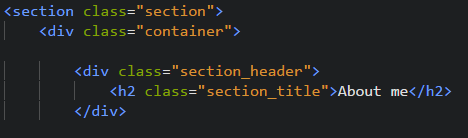 <section class="section">
<div class="container">
<div class="section_header">
<h2 class="section_title">About me</h2>
</div>